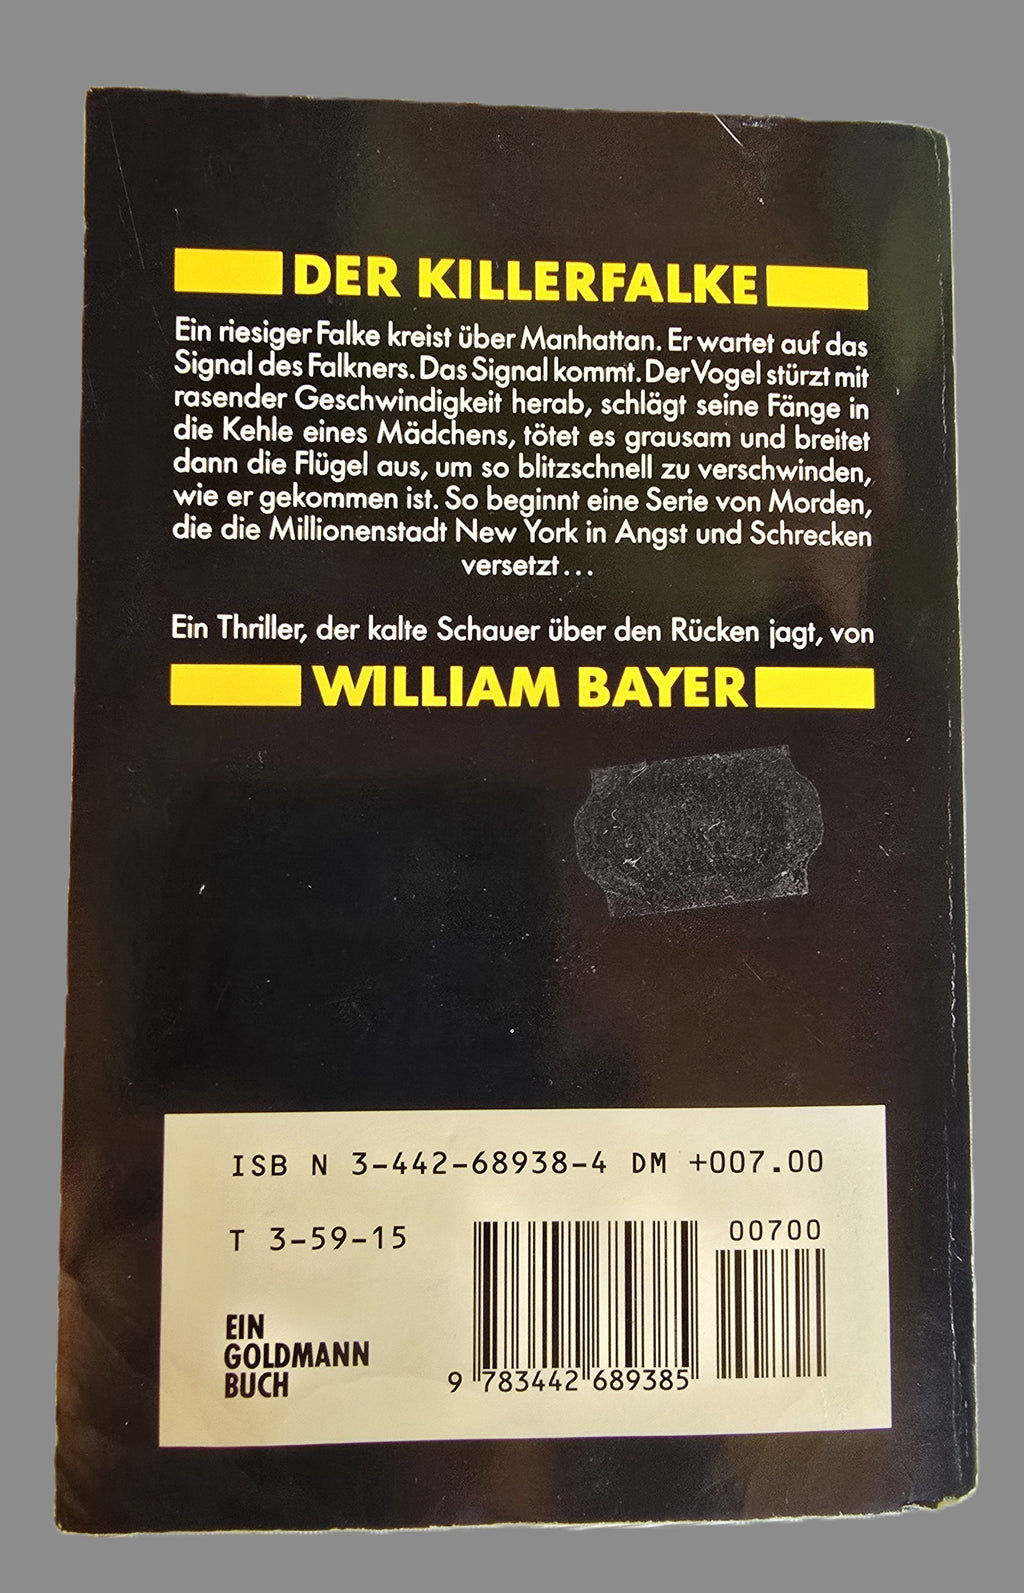 DER KILLERFALKE
Ein riesiger Falke kreist über Manhattan. Er wartet auf das
Signal des Falkners. Das Signal kommt. Der Vogel stürzt mit
rasender Geschwindigkeit herab, schlägt seine Fänge in
die Kehle eines Mädchens, tötet es grausam und breitet
dann die Flügel aus, um so blitzschnell zu verschwinden,
wie er gekommen ist. So beginnt eine Serie von Morden,
die die Millionenstadt New York in Angst und Schrecken
versetzt...
Ein Thriller, der kalte Schauer über den Rücken jagt, von
WILLIAM BAYER
ISB N 3-442-68938-4 DM +007.00
T 3-59-15
00700
EIN
GOLDMANN
BUCH
9 783442 689385